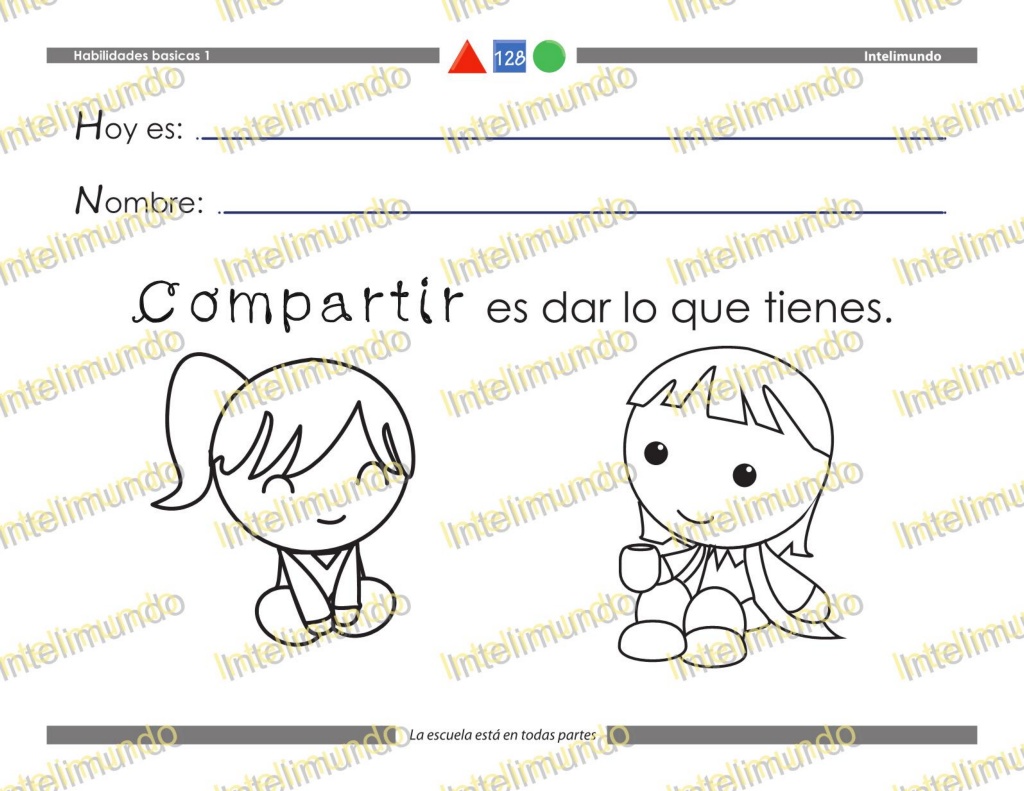 Habilidades basicas 1
128
Intelimundo
Hoy es:
Nombre:
Compartir es dar lo que tienes.
La escuela está en todas partes